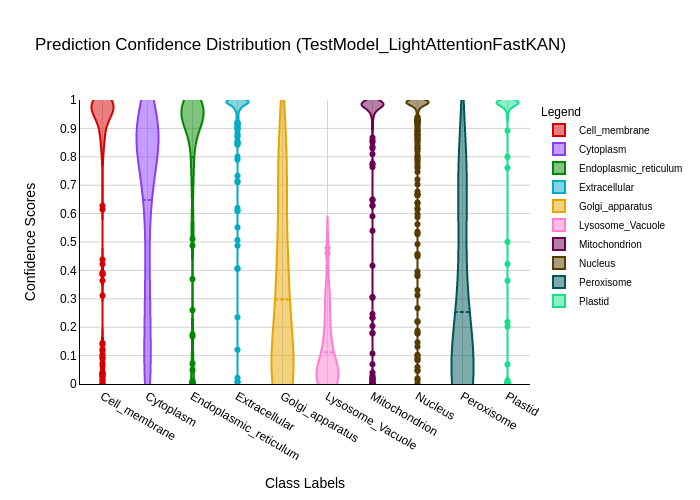 Prediction Confidence Distribution (TestModel_LightAttentionFastKAN)
Legend
Cell_membrane
Cytoplasm
Endoplasmic_reticulum
Extracellular
Golgi_apparatus
Lysosome_Vacuole
Mitochondrion
Nucleus
Peroxisome
Plastid
Confidence Scores
1
0.9
0.8
0.7
0.6
0.5
0.4
0.3
0.2
0.1
0
Cell_membrane
Cytoplasm
Endoplasmic_reticulum
Extracellular
Golgi_apparatus
Lysosome_Vacuole
Mitochondrion
Nucleus
Peroxisome
Plastid
Class Labels